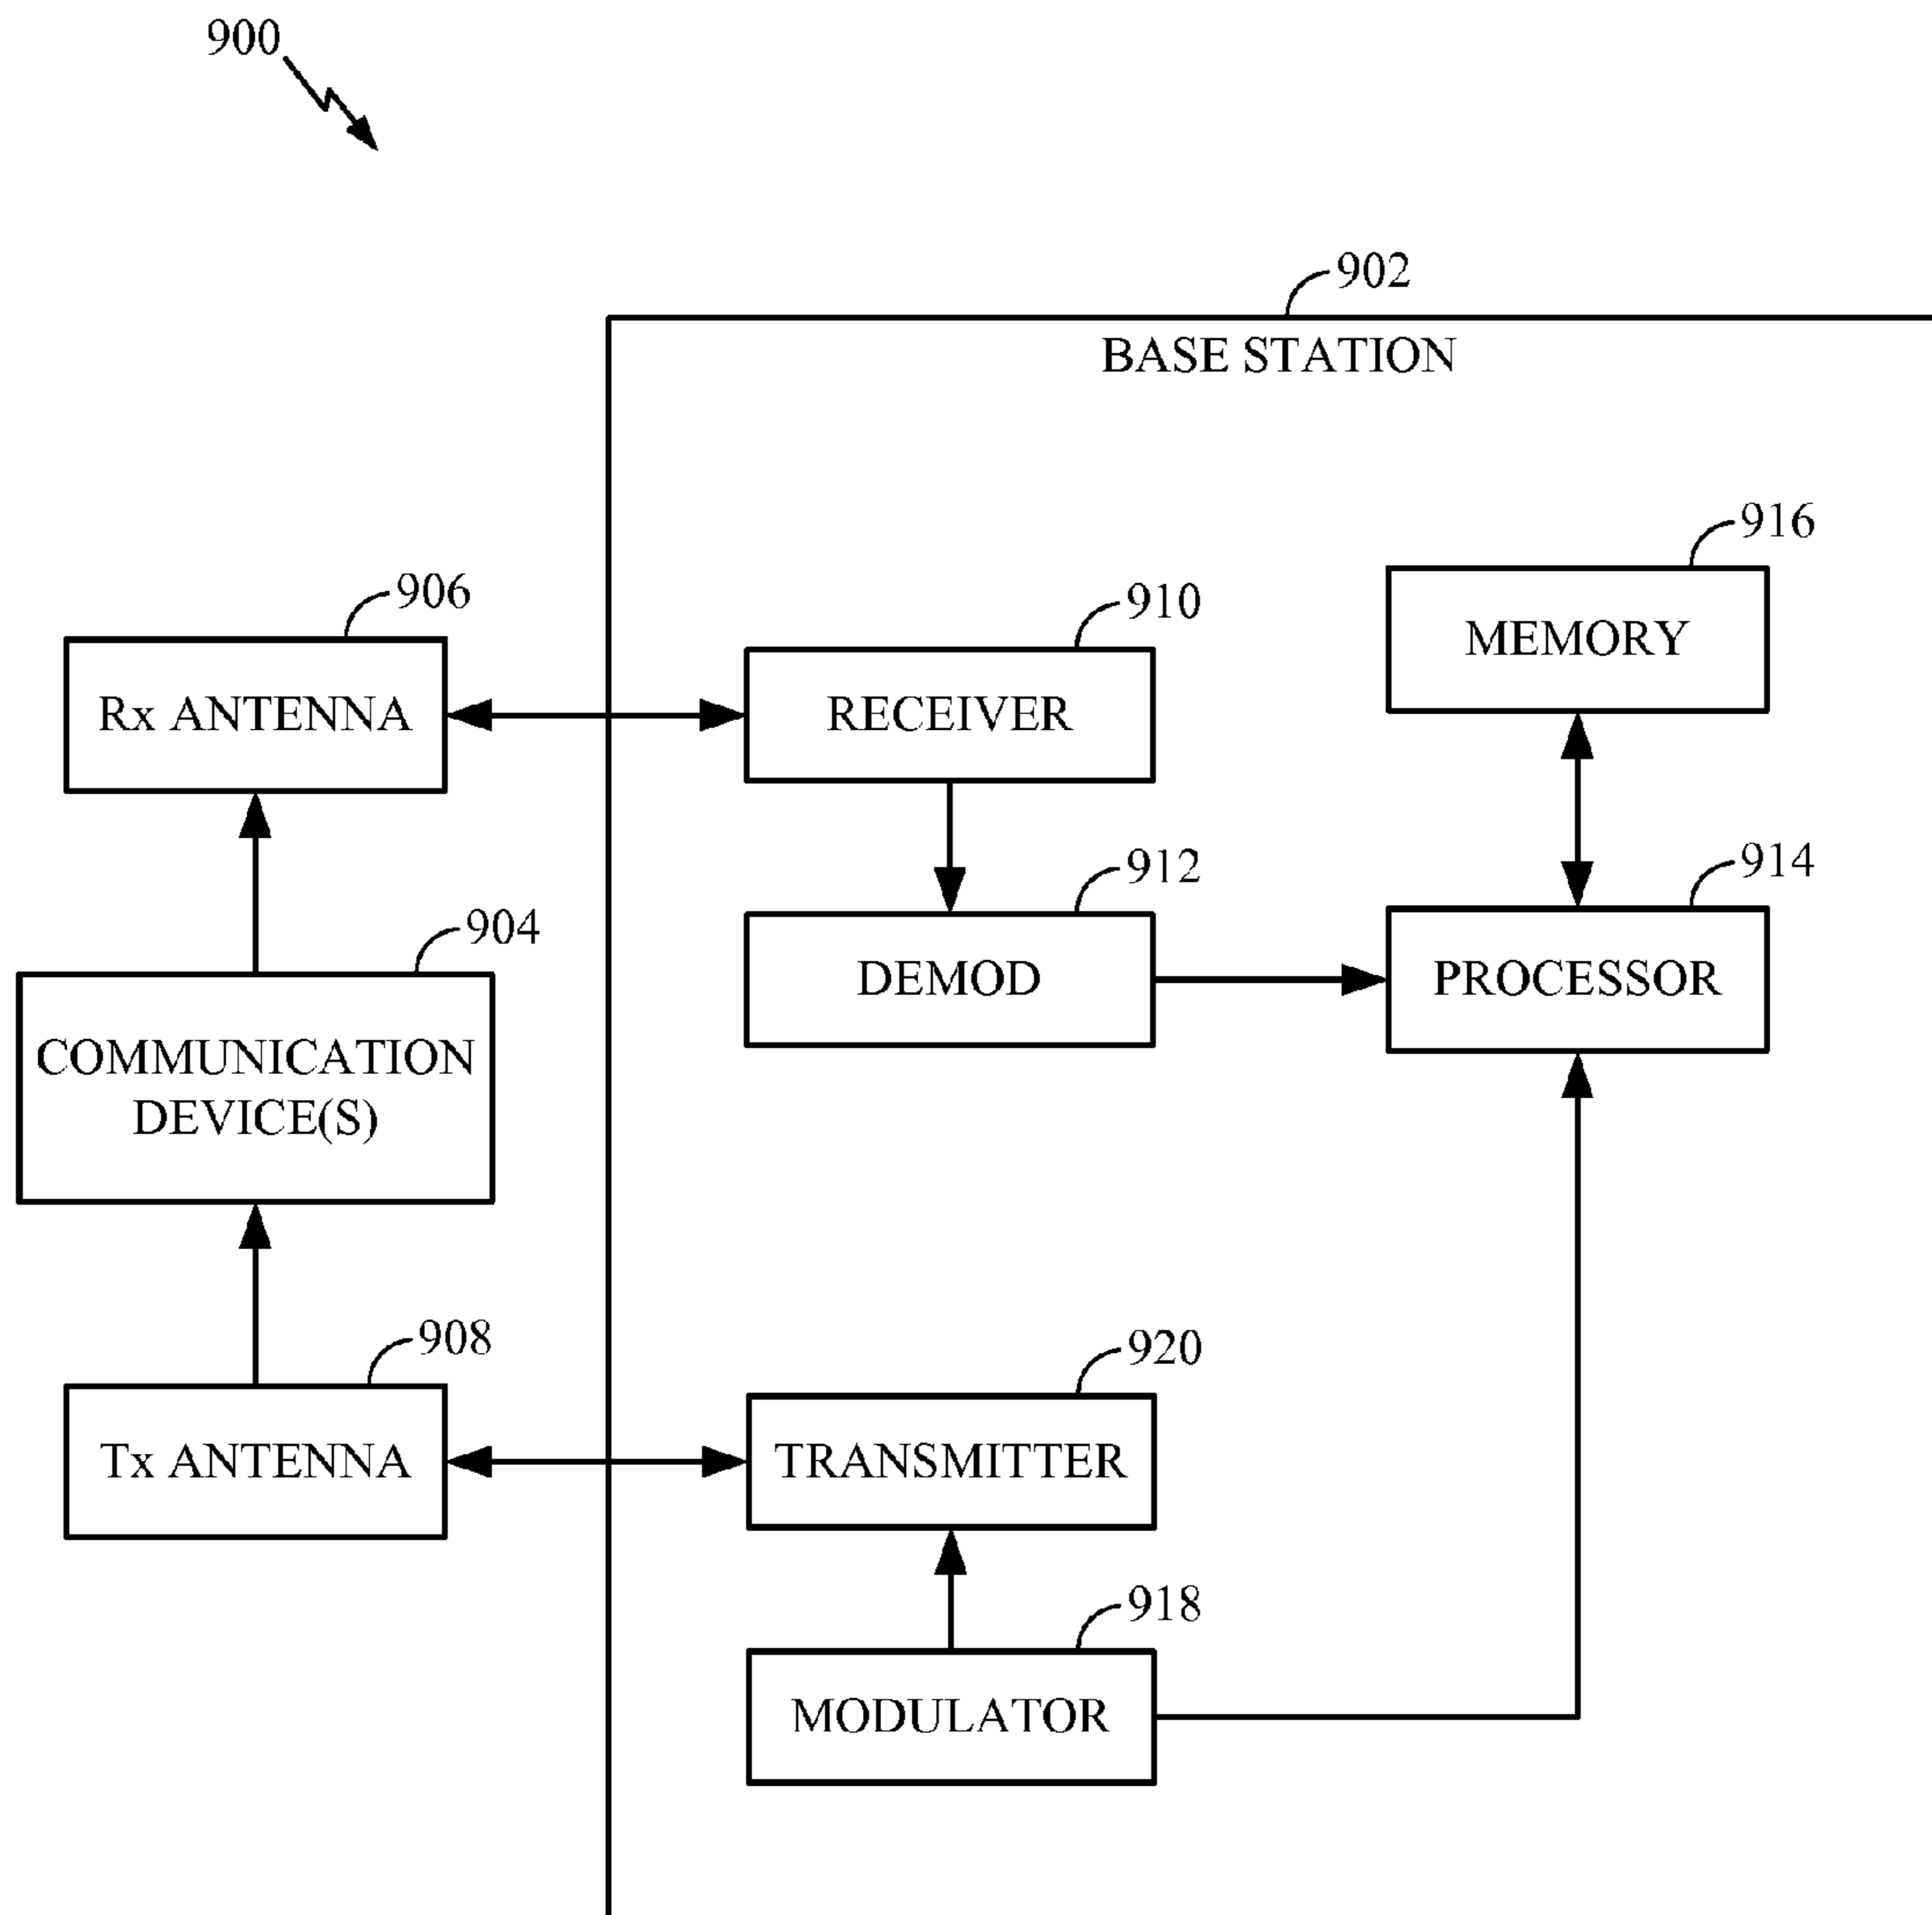 900
902
BASE STATION
916
MEMORY
906
Rx ANTENNA
910
RECEIVER
912
DEMOD
914
PROCESSOR
904
COMMUNICATION
DEVICE(S)
908
Tx ANTENNA
920
TRANSMITTER
918
MODULATOR